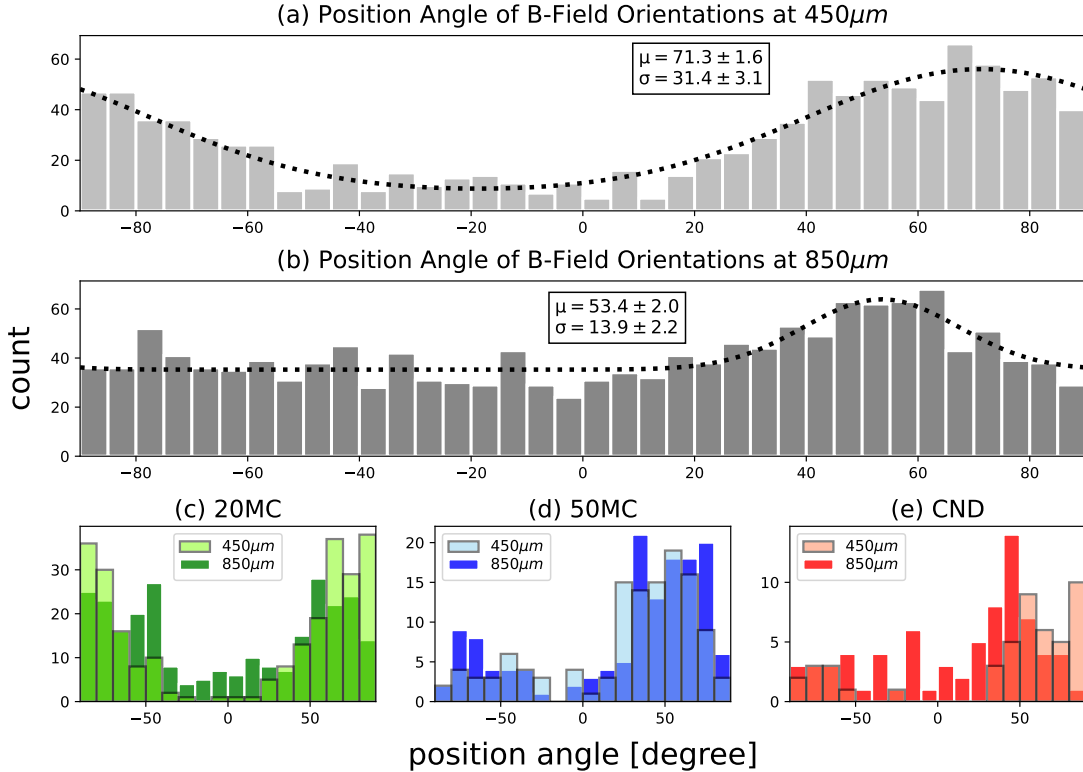 (a) Position Angle of B-Field Orientations at 450μm
60
40
20
0
μ = 71.3 ± 1.6
σ = 31.4 ± 3.1
−80 −60 −40 −20 0 20 40 60 80
(b) Position Angle of B-Field Orientations at 850μm
60
40
20
0
μ = 53.4 ± 2.0
σ = 13.9 ± 2.2
−80 −60 −40 −20 0 20 40 60 80
count
(c) 20MC
450μm
850μm
30
20
10
0
−50 0 50
(d) 50MC
450μm
850μm
20
15
10
5
0
−50 0 50
(e) CND
450μm
850μm
10
5
0
−50 0 50
position angle [degree]